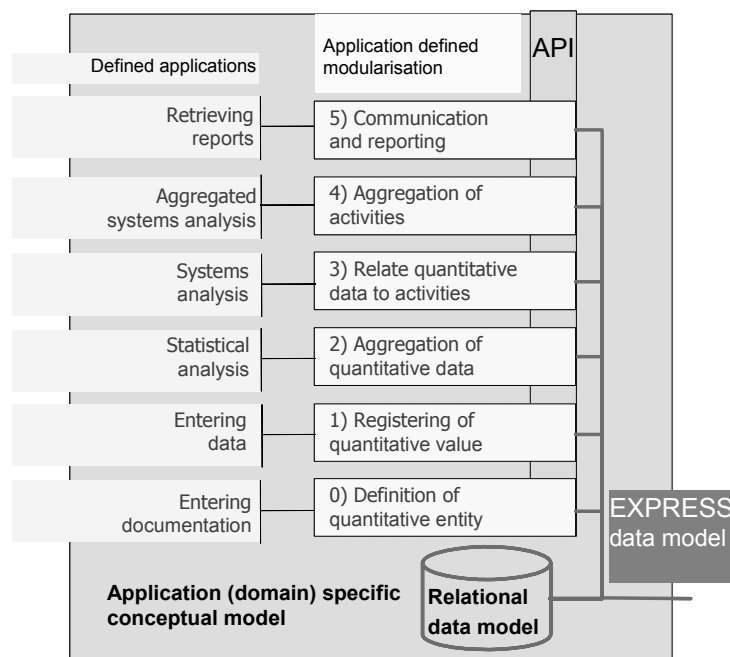 Defined applications
Application defined
modularisation
API
Retrieving
reports
5) Communication
and reporting
Aggregated
systems analysis
4) Aggregation of
activities
Systems
analysis
3) Relate quantitative
data to activities
Statistical
analysis
2) Aggregation of
quantitative data
Entering
data
1) Registering of
quantitative value
Entering
documentation
0) Definition of
quantitative entity
EXPRESS
data model
Application (domain) specific
conceptual model
Relational
data model